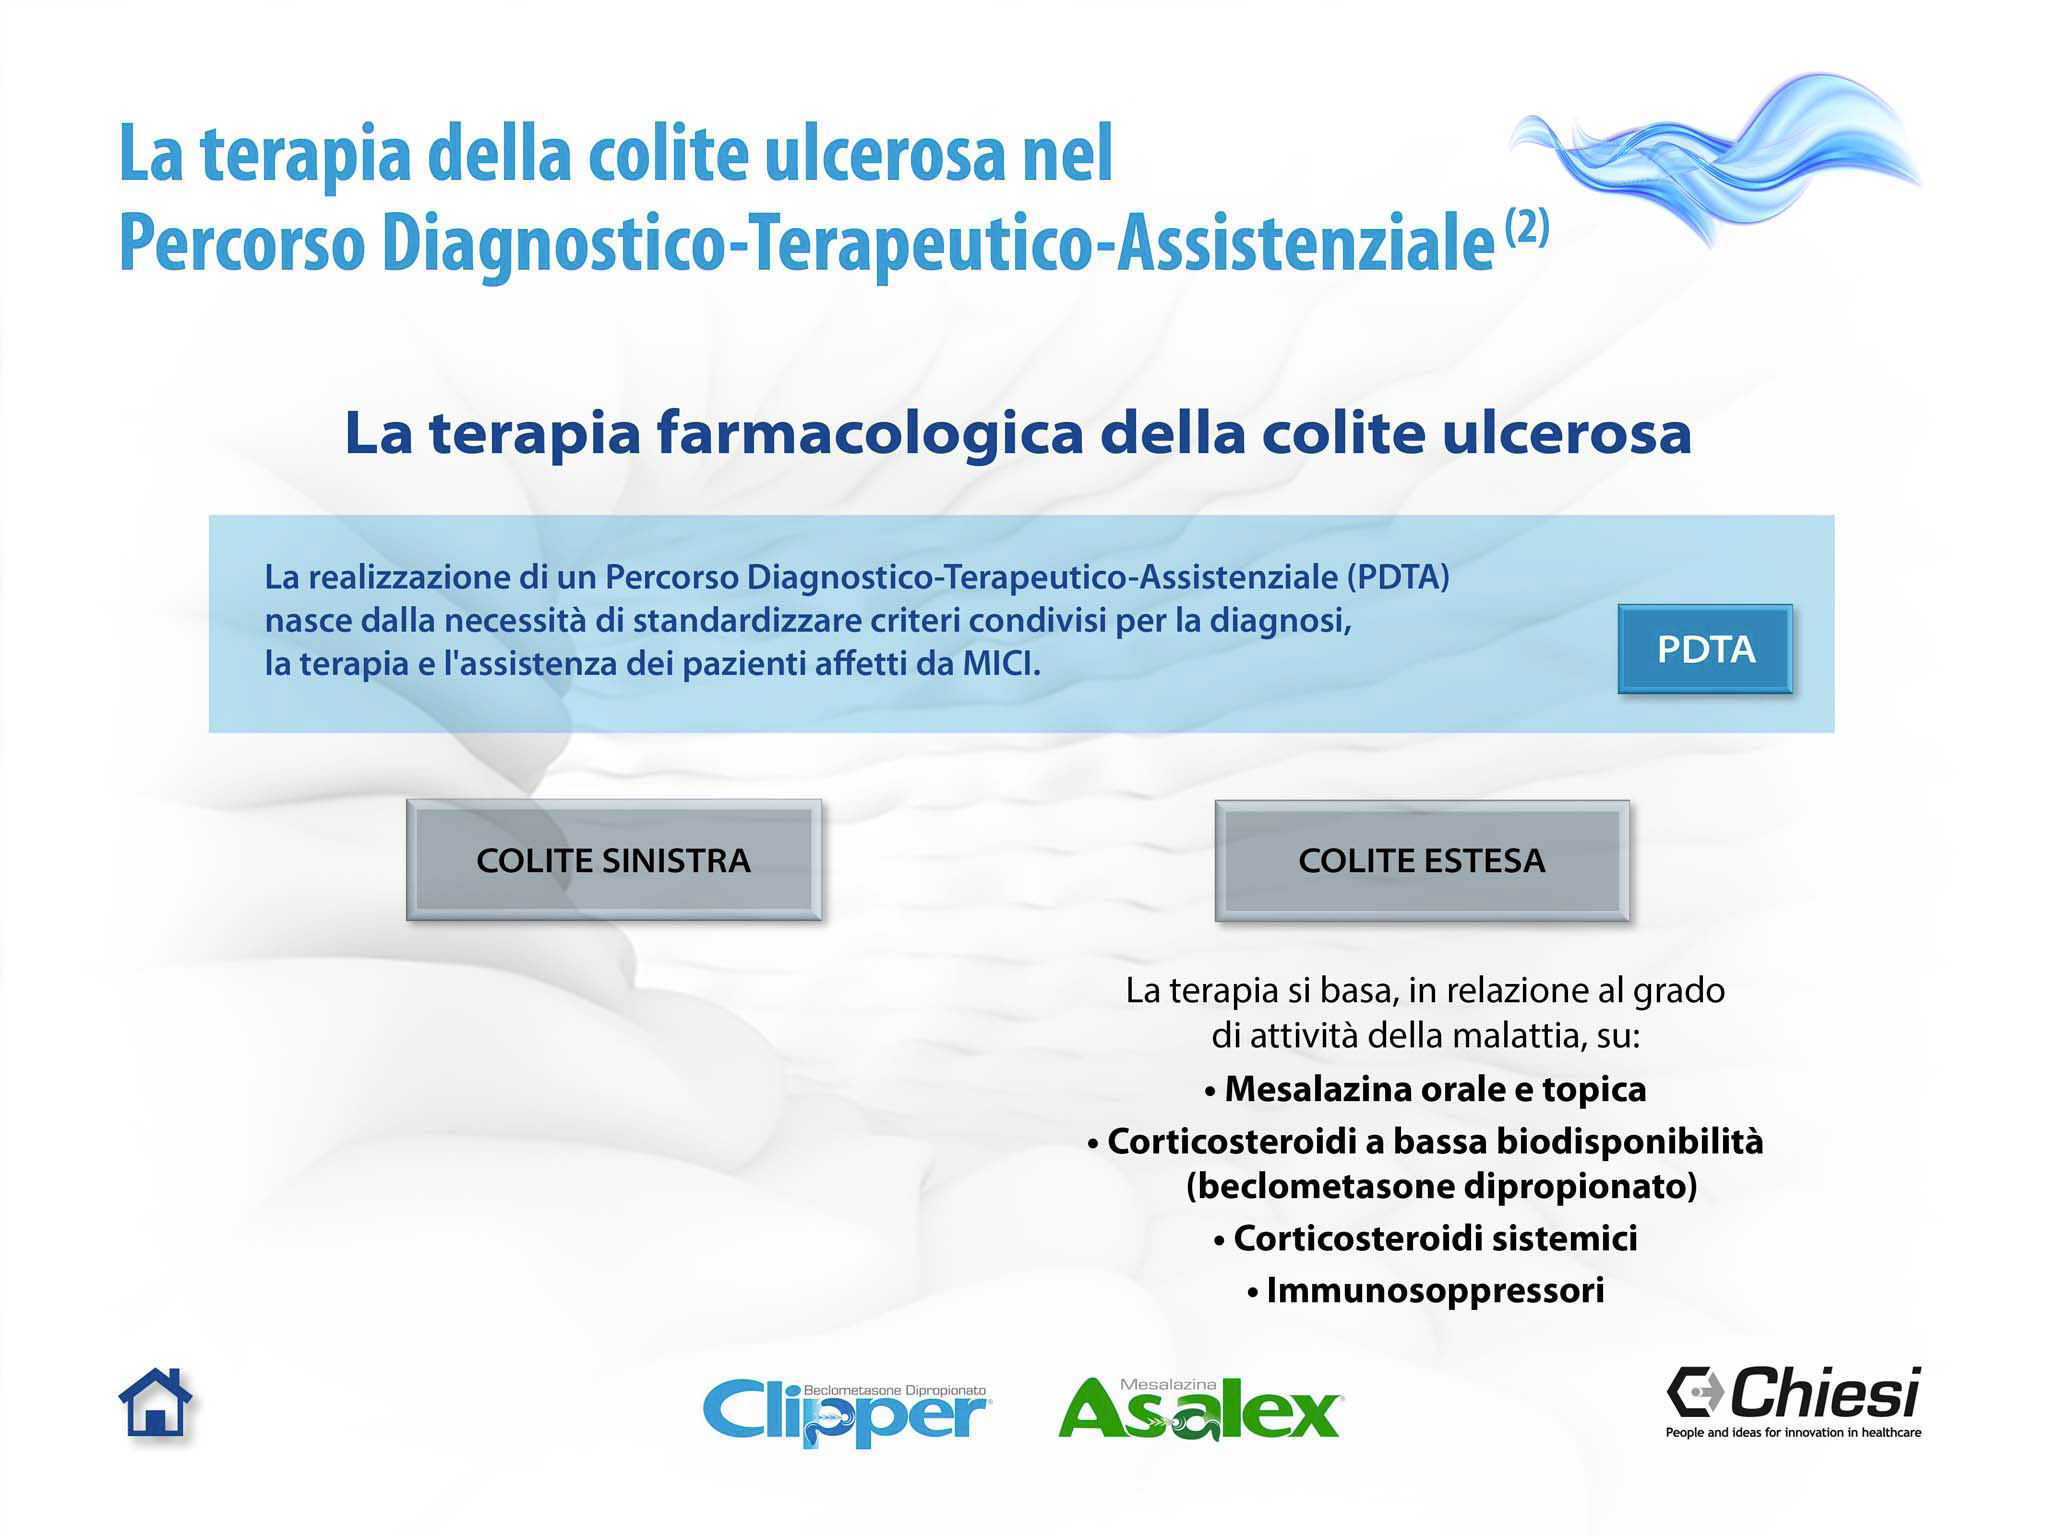 La terapia della colite ulcerosa nel
Percorso Diagnostico-Terapeutico-Assistenziale (2)
La terapia farmacologica della colite ulcerosa
La realizzazione di un Percorso Diagnostico-Terapeutico-Assistenziale (PDTA)
nasce dalla necessità di standardizzare criteri condivisi per la diagnosi,
la terapia e l'assistenza dei pazienti affetti da MICI.
PDTA
COLITE SINISTRA
COLITE ESTESA
La terapia si basa, in relazione al grado
di attività della malattia, su:
• Mesalazina orale e topica
• Corticosteroidi a bassa biodisponibilità
(beclometasone dipropionato)
• Corticosteroidi sistemici
• Immunosoppressori
Beclometasone Dipropionato
Clipper®
Mesalazina
Asalex®
Chiesi
People and ideas for innovation in healthcare